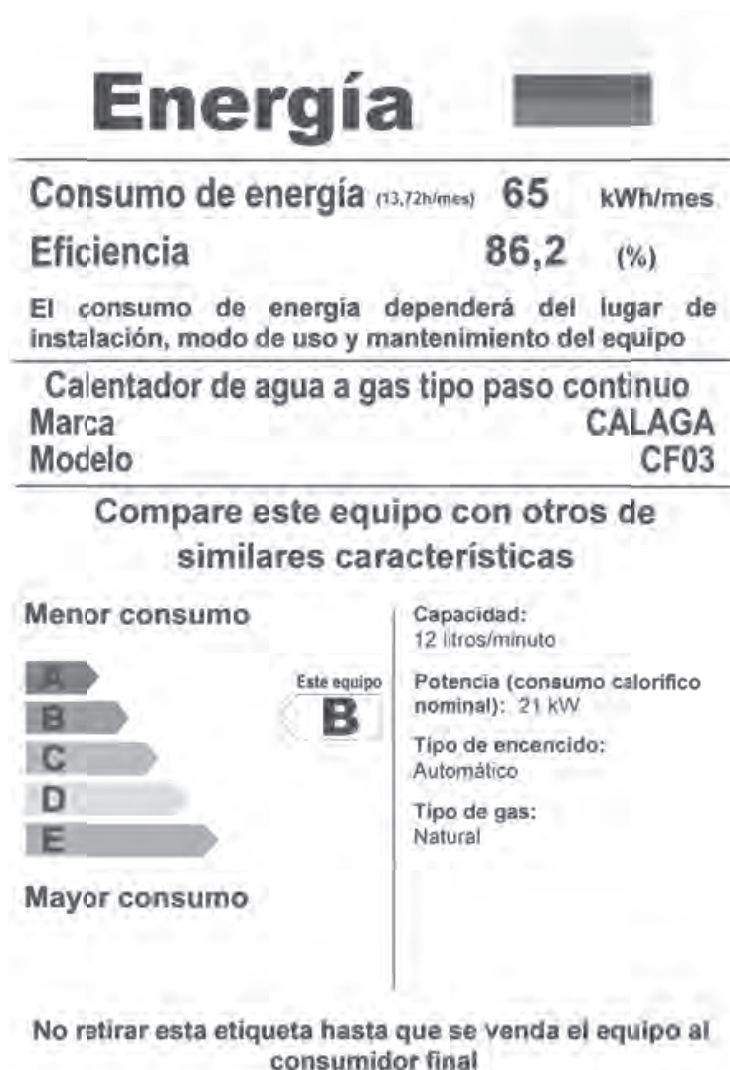 Energía
Consumo de energía (13,72h/mes) 65 kWh/mes
Eficiencia 86,2 (%)
El consumo de energía dependerá del lugar de
instalación, modo de uso y mantenimiento del equipo
Calentador de agua a gas tipo paso continuo
Marca CALAGA
Modelo CF03
Compare este equipo con otros de
similares características
Menor consumo
A
B
C
D
E
Mayor consumo
Este equipo
B
Capacidad:
12 litros/minuto
Potencia (consumo calorífico
nominal): 21 kW
Tipo de encencido:
Automático
Tipo de gas:
Natural
No retirar esta etiqueta hasta que se venda el equipo al
consumidor final